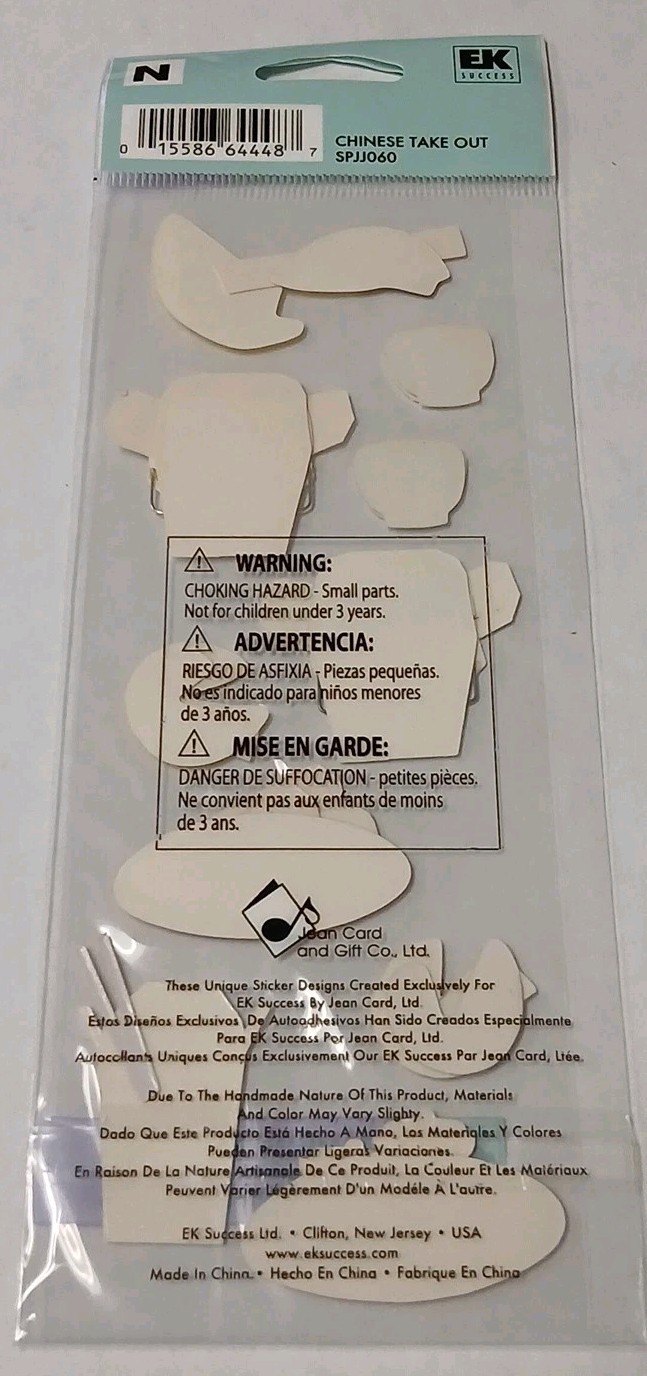 N
EK
SUCCESS
0 15586 64448 7
CHINESE TAKE OUT
SPJJ060
WARNING:
CHOKING HAZARD - Small parts.
Not for children under 3 years.
ADVERTENCIA:
RIESGO DE ASFIXIA - Piezas pequeñas.
No es indicado para niños menores
de 3 años.
MISE EN GARDE:
DANGER DE SUFFOCATION - petites pièces.
Ne convient pas aux enfants de moins
de 3 ans.
Jean Card
and Gift Co., Ltd.
These Unique Sticker Designs Created Exclusively For
EK Success By Jean Card, Ltd.
Estos Diseños Exclusivos De Autoadhesivos Han Sido Creados Especialmente
Para EK Success Por Jean Card, Ltd.
Autocollants Uniques Conçus Exclusivement Our EK Success Par Jean Card, Ltée.
Due To The Handmade Nature Of This Product, Materials
And Color May Vary Slighty.
Dado Que Este Producto Está Hecho A Mano, Los Materiales Y Colores
Pueden Presentar Ligeras Variaciones.
En Raison De La Nature Artisanale De Ce Produit, La Couleur Et Les Matériaux
Peuvent Varier Légèrement D'un Modéle À L'autre.
EK Success Ltd. • Clifton, New Jersey • USA
www.eksuccess.com
Made In China • Hecho En China • Fabrique En China